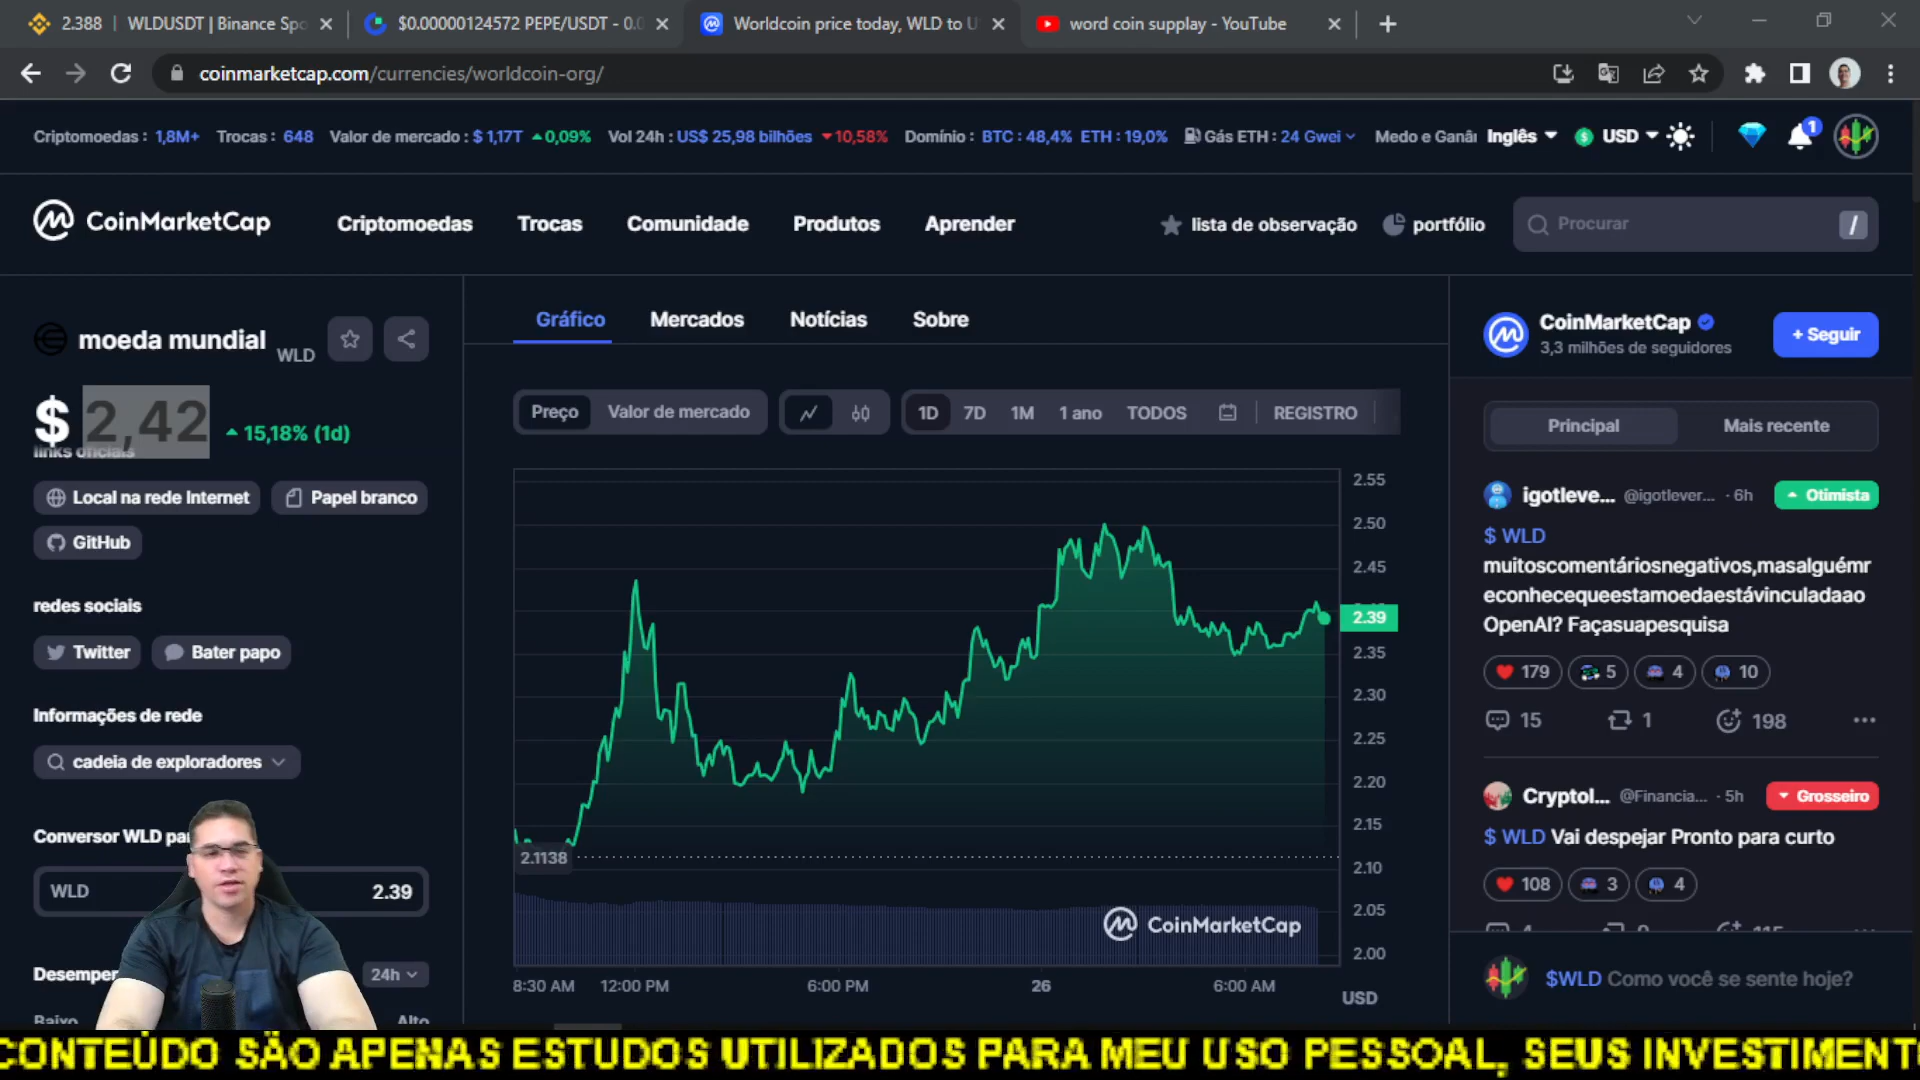 2.388 | WLDUSDT | Binance Spo
$0.00000124572 PEPE/USDT - 0.0
Worldcoin price today, WLD to U
word coin supplay - YouTube
coinmarketcap.com/currencies/worldcoin-org/
Criptomoedas : 1,8M+ Trocas : 648 Valor de mercado : $ 1,17T 0,09% Vol 24h : US$ 25,98 bilhões 10,58% Domínio : BTC : 48,4% ETH : 19,0% Gás ETH : 24 Gwei Medo e Ganân Inglês USD 1
CoinMarketCap
Criptomoedas Trocas Comunidade Produtos Aprender
lista de observação portfólio Procurar /
moeda mundial WLD
$ 2,42 15,18% (1d)
links oficiais
Local na rede Internet Papel branco
GitHub
redes sociais
Twitter Bater papo
Informações de rede
cadeia de exploradores
Conversor WLD par
WLD 2.39
Desemper 24h
Baixo Alto
Gráfico Mercados Notícias Sobre
Preço Valor de mercado 1D 7D 1M 1 ano TODOS REGISTRO
2.55
2.50
2.45
2.39
2.35
2.30
2.25
2.20
2.15
2.10
2.05
2.00
2.1138
CoinMarketCap
8:30 AM 12:00 PM 6:00 PM 26 6:00 AM USD
CoinMarketCap
3,3 milhões de seguidores
+ Seguir
Principal Mais recente
igotleve... @igotlever... · 6h Otimista
$ WLD
muitoscomentáriosnegativos,masalguémr
econhecequeestamoedaestávinculadaao
OpenAI? Façasuapesquisa
179 5 4 10
15 1 198
Cryptol... @Financia... · 5h Grosseiro
$ WLD Vai despejar Pronto para curto
108 3 4
$WLD Como você se sente hoje?
CONTEÚDO SÃO APENAS ESTUDOS UTILIZADOS PARA MEU USO PESSOAL, SEUS INVESTIMENT